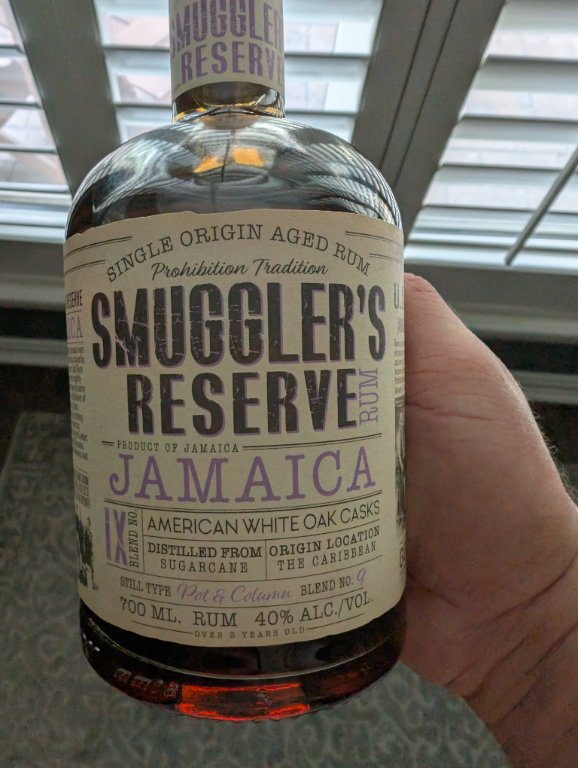 SMUGGLER
RESERVE
SINGLE ORIGIN AGED RUM
Prohibition Tradition
SMUGGLER'S
RESERVE
RUM
PRODUCT OF JAMAICA
JAMAICA
IX
BLEND NO.
AMERICAN WHITE OAK CASKS
DISTILLED FROM
SUGARCANE
ORIGIN LOCATION
THE CARIBBEAN
STILL TYPE Pot & Column BLEND NO. 9
700 ML. RUM 40% ALC./VOL.
OVER 3 YEARS OLD